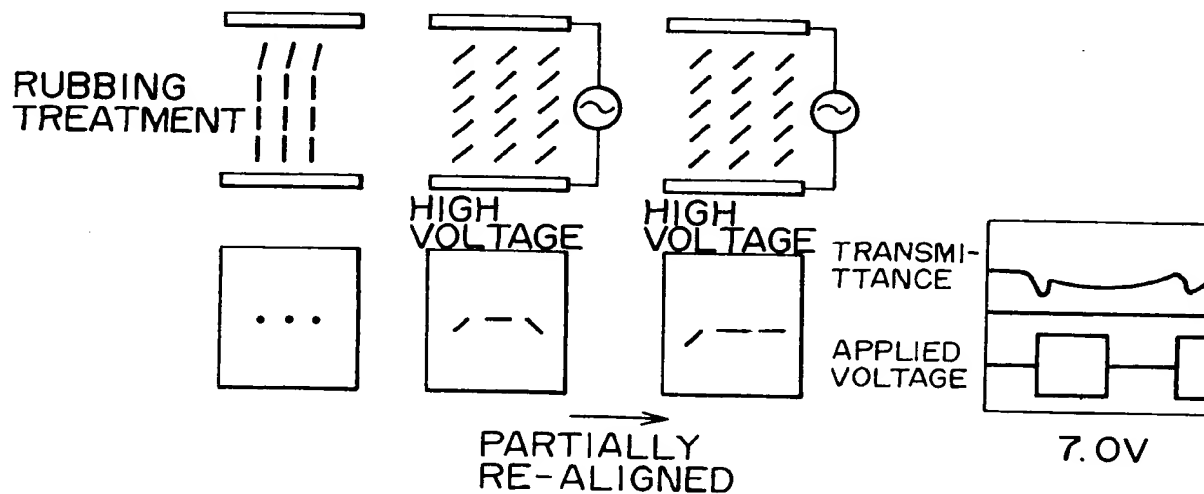 RUBBING
TREATMENT
HIGH
VOLTAGE
HIGH
VOLTAGE
TRANSMI-
TTANCE
APPLIED
VOLTAGE
PARTIALLY
RE-ALIGNED
7.0V